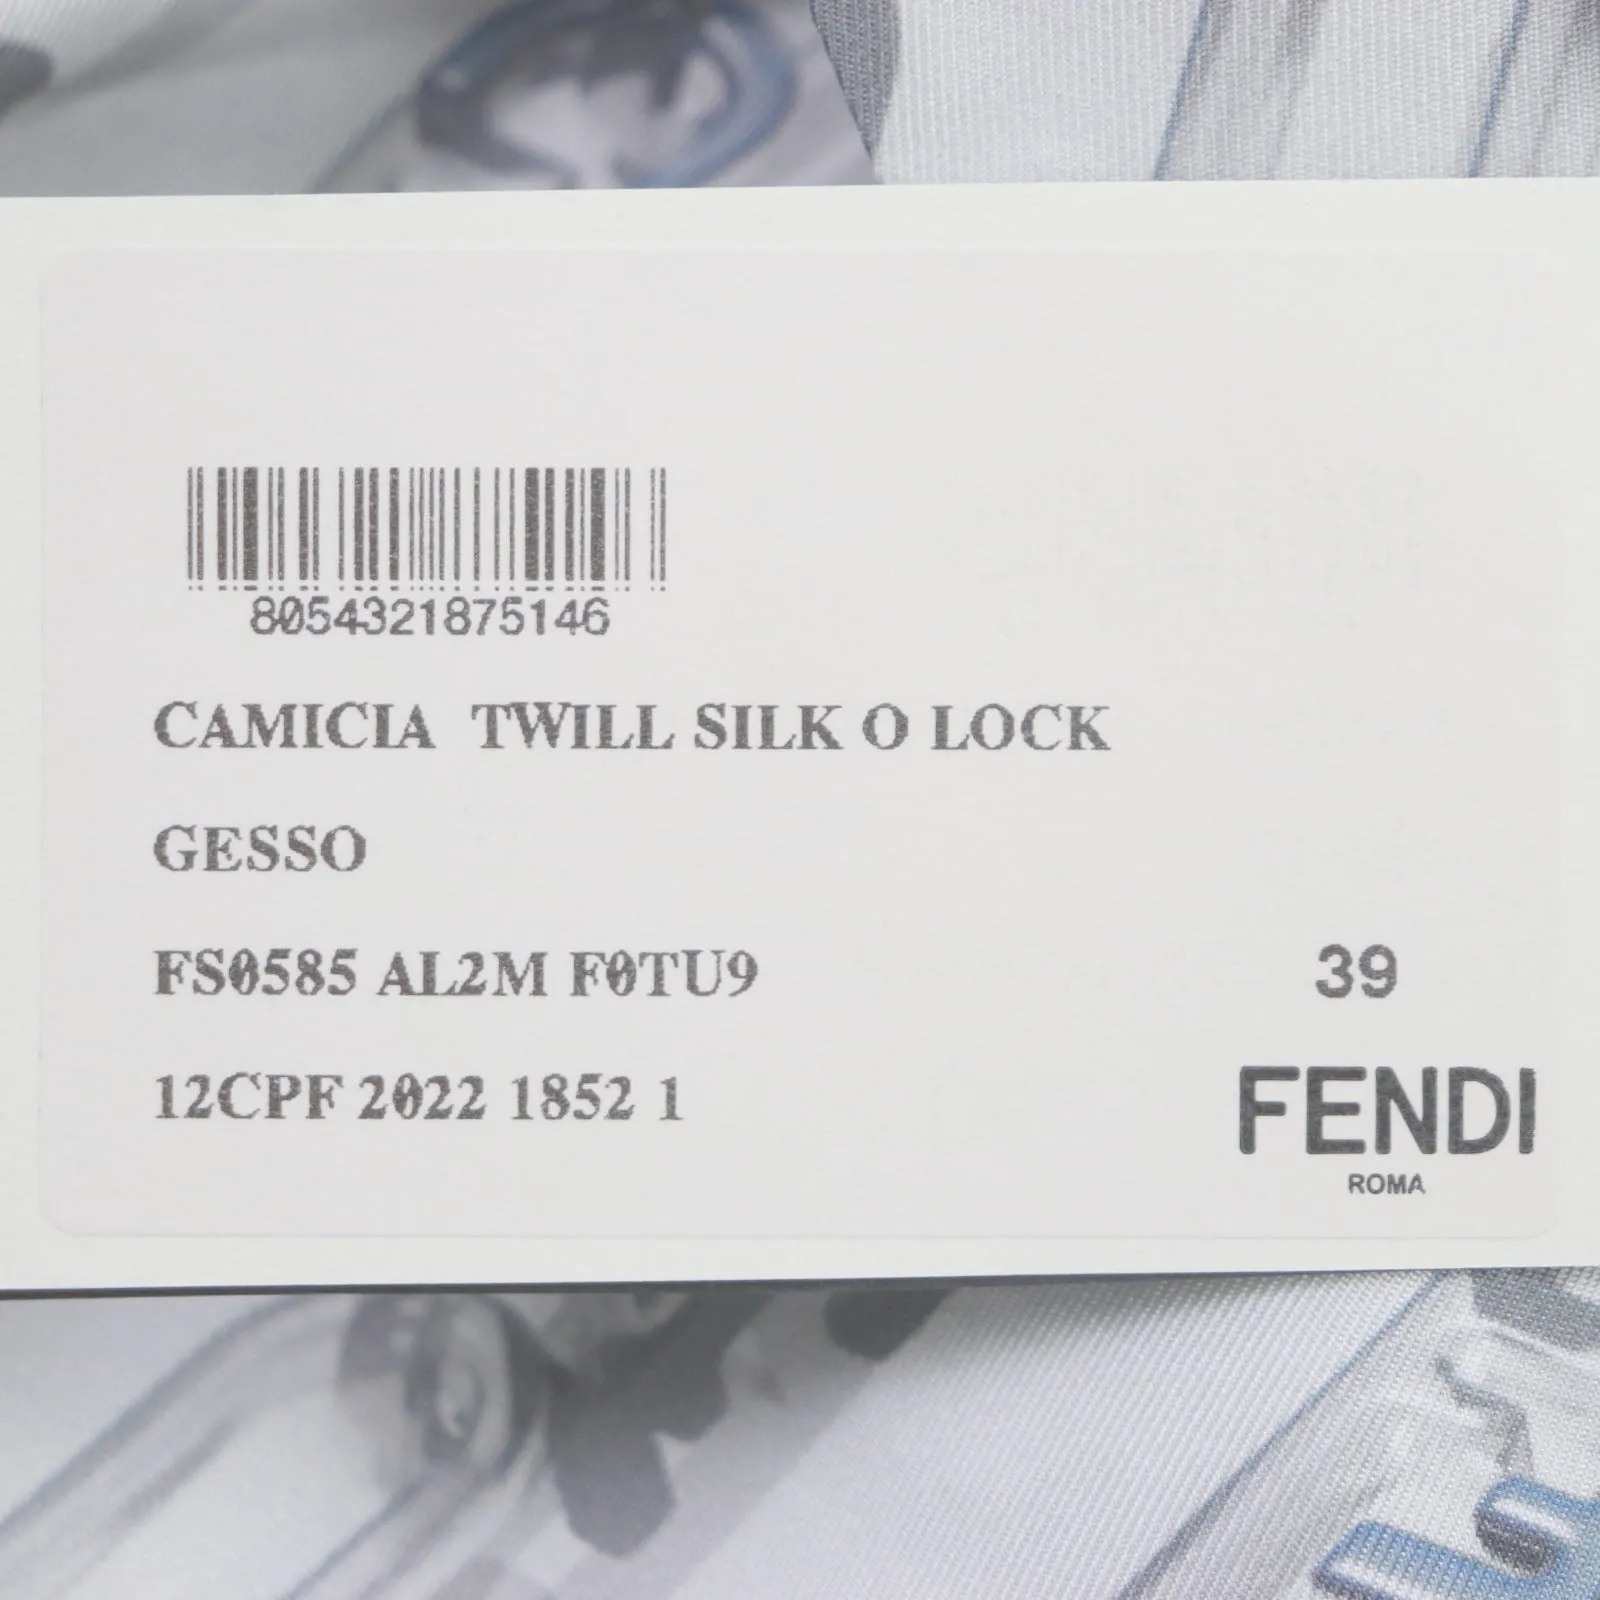 8054321875146
CAMICIA TWILL SILK O LOCK
GESSO
FS0585 AL2M F0TU9
39
12CPF 2022 1852 1
FENDI
ROMA